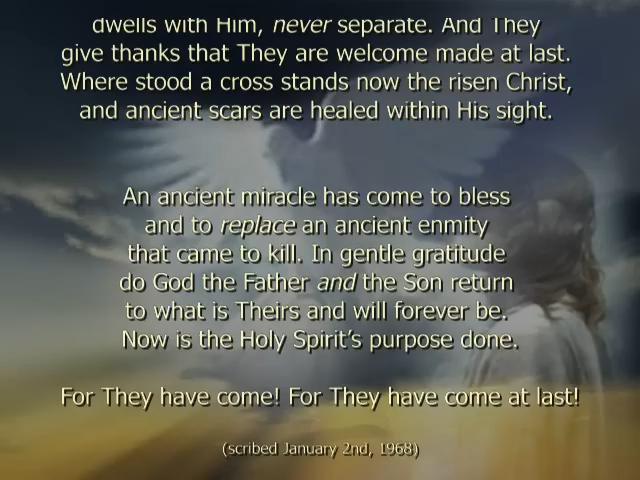 dwells with Him, never separate. And They
give thanks that They are welcome made at last.
Where stood a cross stands now the risen Christ,
and ancient scars are healed within His sight.
An ancient miracle has come to bless
and to replace an ancient enmity
that came to kill. In gentle gratitude
do God the Father and the Son return
to what is Theirs and will forever be.
Now is the Holy Spirit's purpose done.
For They have come! For They have come at last!
(scribed January 2nd, 1968)